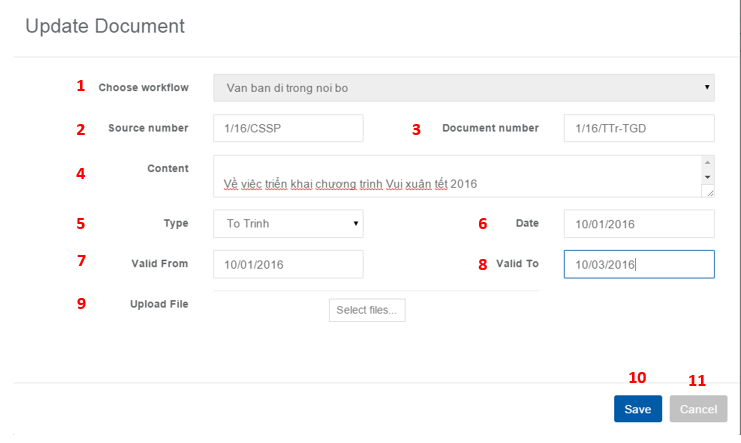 Update Document
1 Choose workflow Van ban di trong noi bo
2 Source number 1/16/CSSP 3 Document number 1/16/TTr-TGD
4 Content
Về việc triển khai chương trình Vui xuân tết 2016
5 Type To Trinh 6 Date 10/01/2016
7 Valid From 10/01/2016 8 Valid To 10/03/2016
9 Upload File
Select files...
10 11
Save Cancel